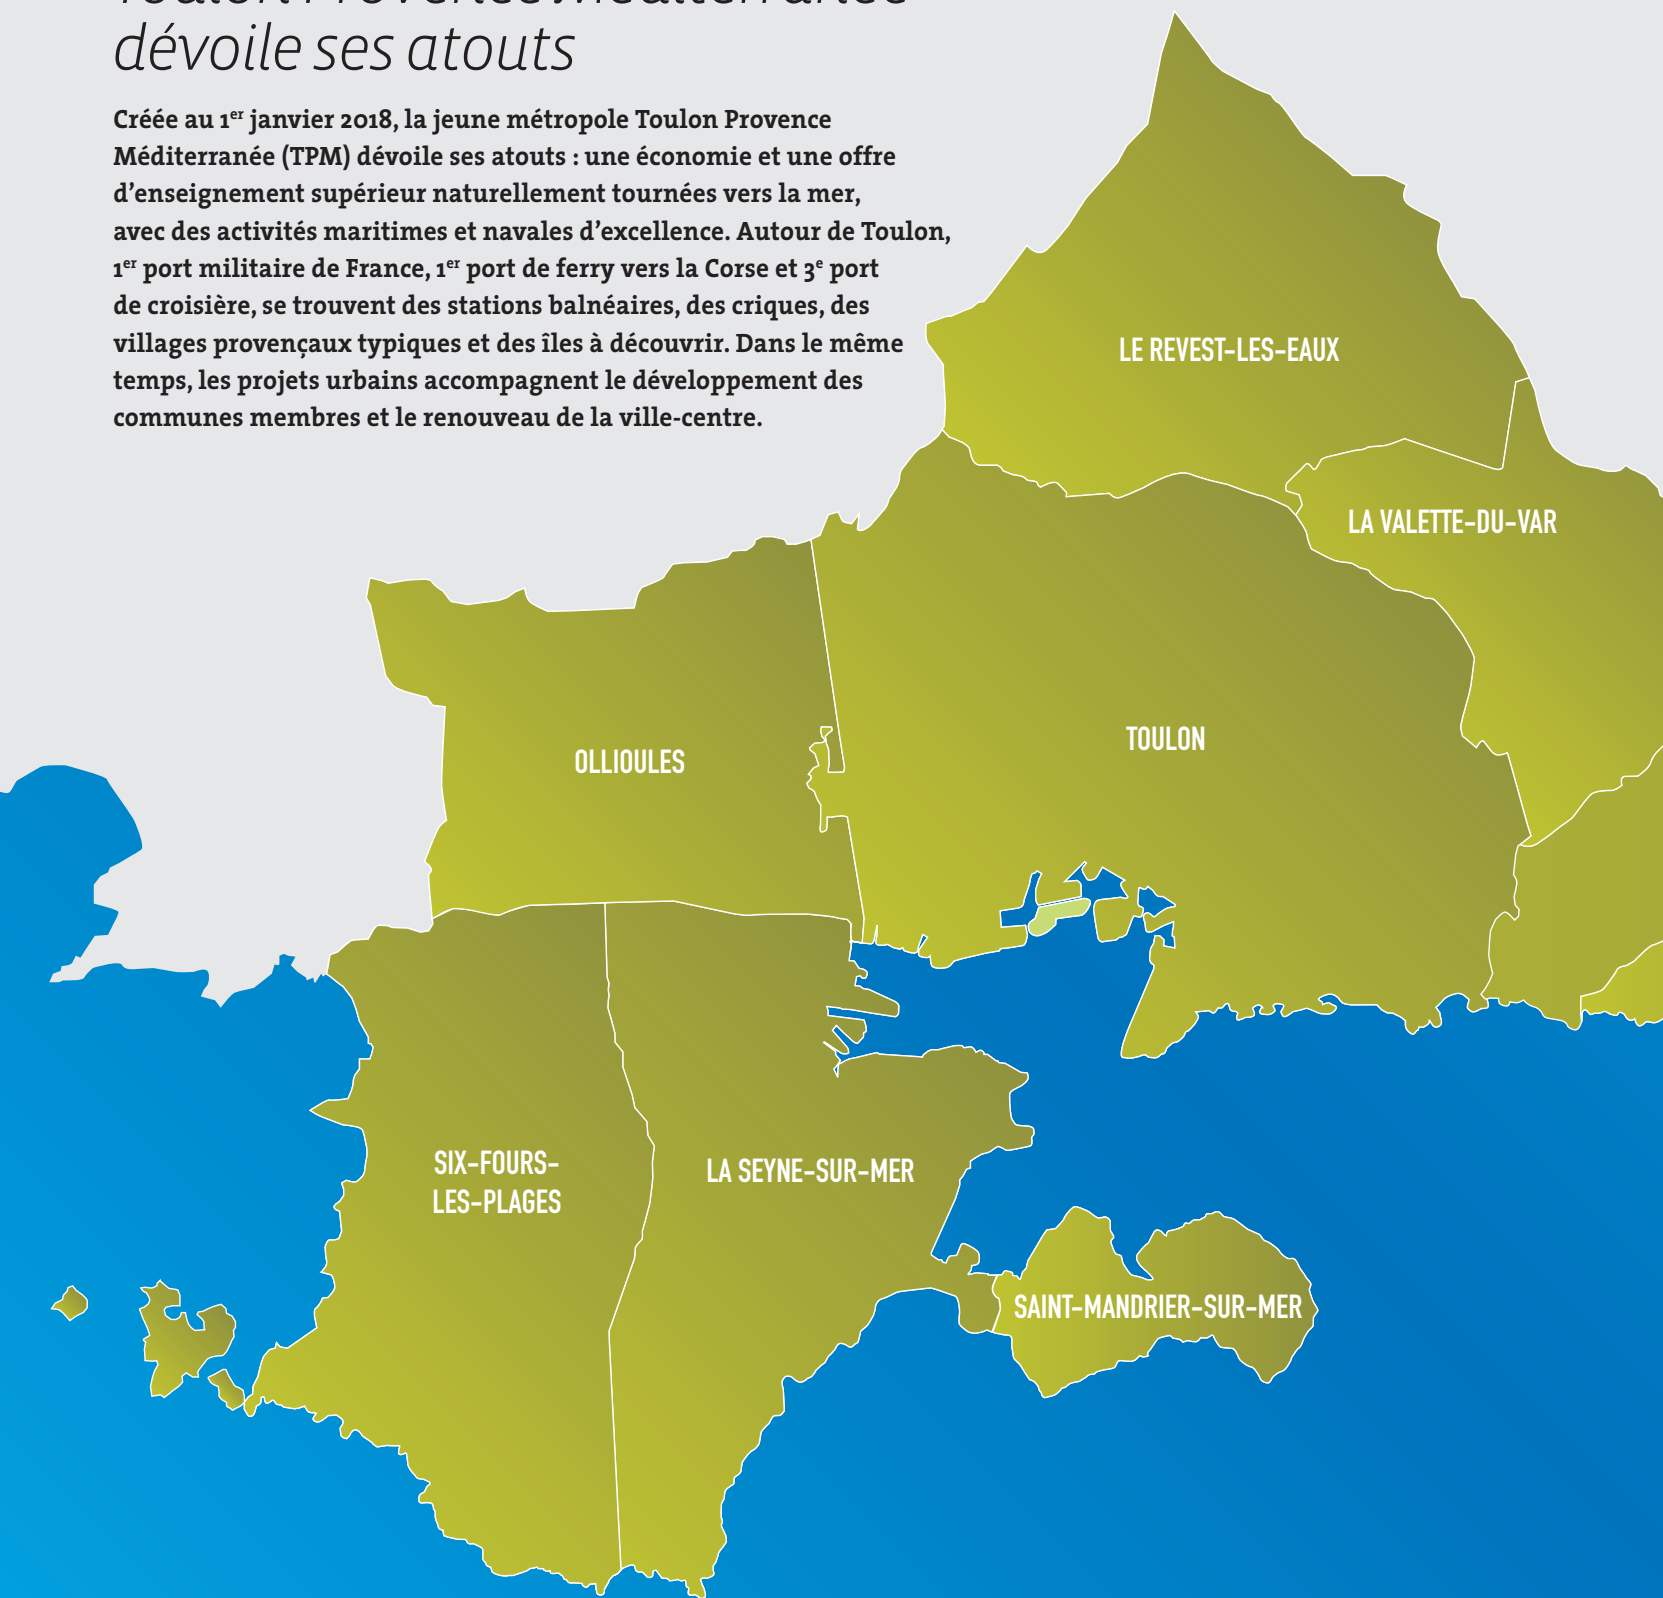 Toulon Provence Méditerranée
dévoile ses atouts
Créée au 1er janvier 2018, la jeune métropole Toulon Provence
Méditerranée (TPM) dévoile ses atouts : une économie et une offre
d’enseignement supérieur naturellement tournées vers la mer,
avec des activités maritimes et navales d’excellence. Autour de Toulon,
1er port militaire de France, 1er port de ferry vers la Corse et 3e port
de croisière, se trouvent des stations balnéaires, des criques, des
villages provençaux typiques et des îles à découvrir. Dans le même
temps, les projets urbains accompagnent le développement des
communes membres et le renouveau de la ville-centre.
LE REVEST-LES-EAUX
LA VALETTE-DU-VAR
TOULON
OLLIOULES
SIX-FOURS-
LES-PLAGES
LA SEYNE-SUR-MER
SAINT-MANDRIER-SUR-MER